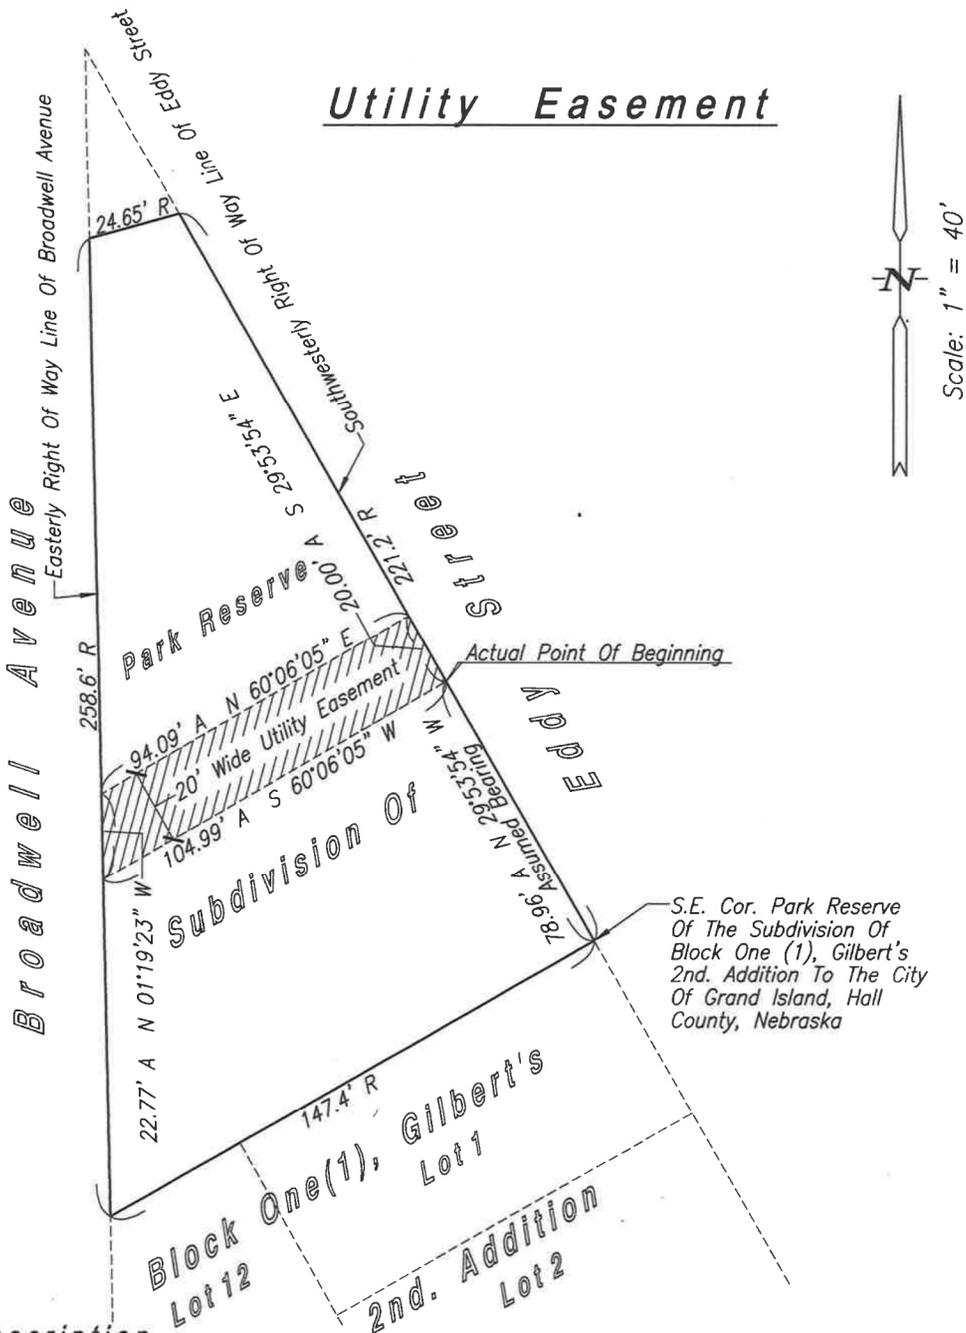 Utility Easement
Southwesterly Right Of Way Line Of Eddy Street
Easterly Right Of Way Line Of Broadwell Avenue
24.65' R
N
Scale: 1" = 40'
S 29°53'54" E
20.00' A
221.2' R
Eddy Street
Broadwell Avenue
258.6' R
Park Reserve
Actual Point Of Beginning
94.09' A N 60°06'05" E
20' Wide Utility Easement
104.99' A S 60°06'05" W
78.96' A N 29°53'54" W
Assumed Bearing
Subdivision Of
22.77' A N 01°19'23" W
S.E. Cor. Park Reserve
Of The Subdivision Of
Block One (1), Gilbert's
2nd. Addition To The City
Of Grand Island, Hall
County, Nebraska
147.4' R
Block One(1), Gilbert's
Lot 1
2nd. Addition
Lot 12
Lot 2